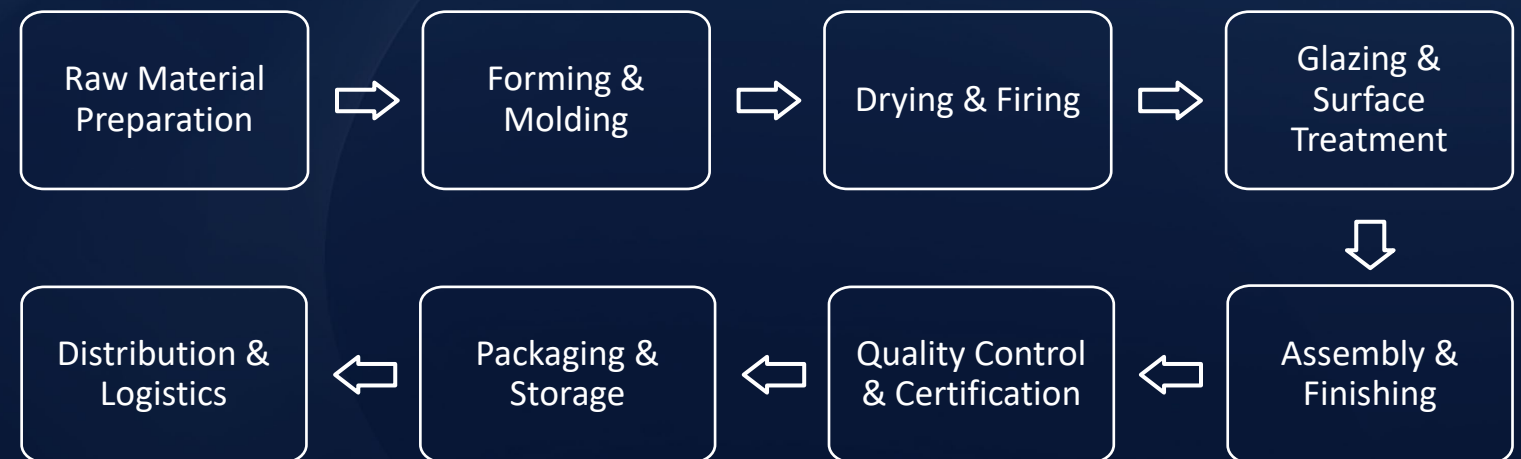 Raw Material
Preparation
Forming &
Molding
Drying & Firing
Glazing &
Surface
Treatment
Assembly &
Finishing
Quality Control
& Certification
Packaging &
Storage
Distribution &
Logistics